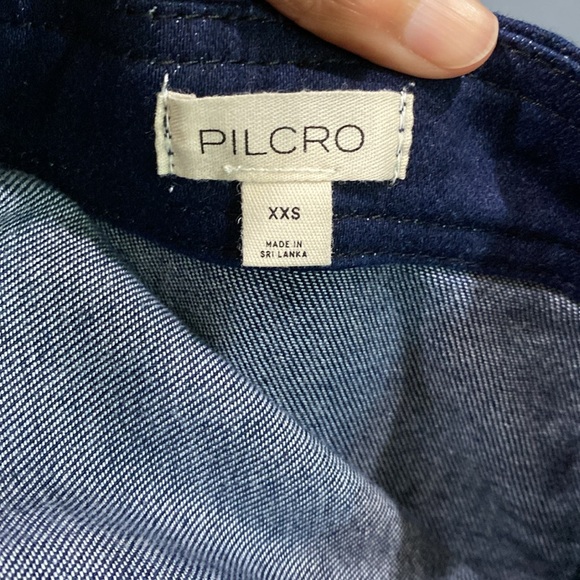 PILCRO
XXS
MADE IN
SRI LANKA